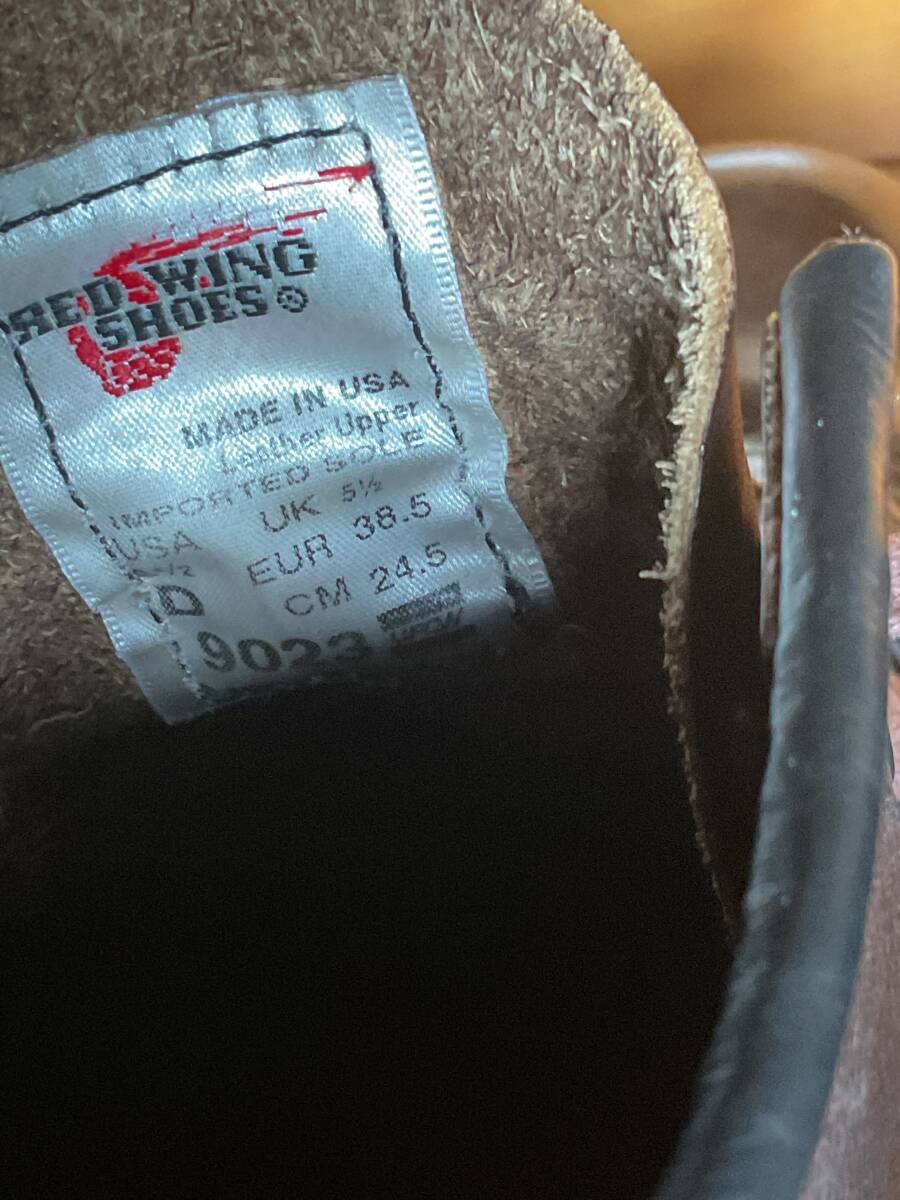 RED WING
SHOES®
MADE IN USA
Leather Upper
IMPORTED SOLE
USA UK 5½
EUR 38.5
D CM 24.5
9023